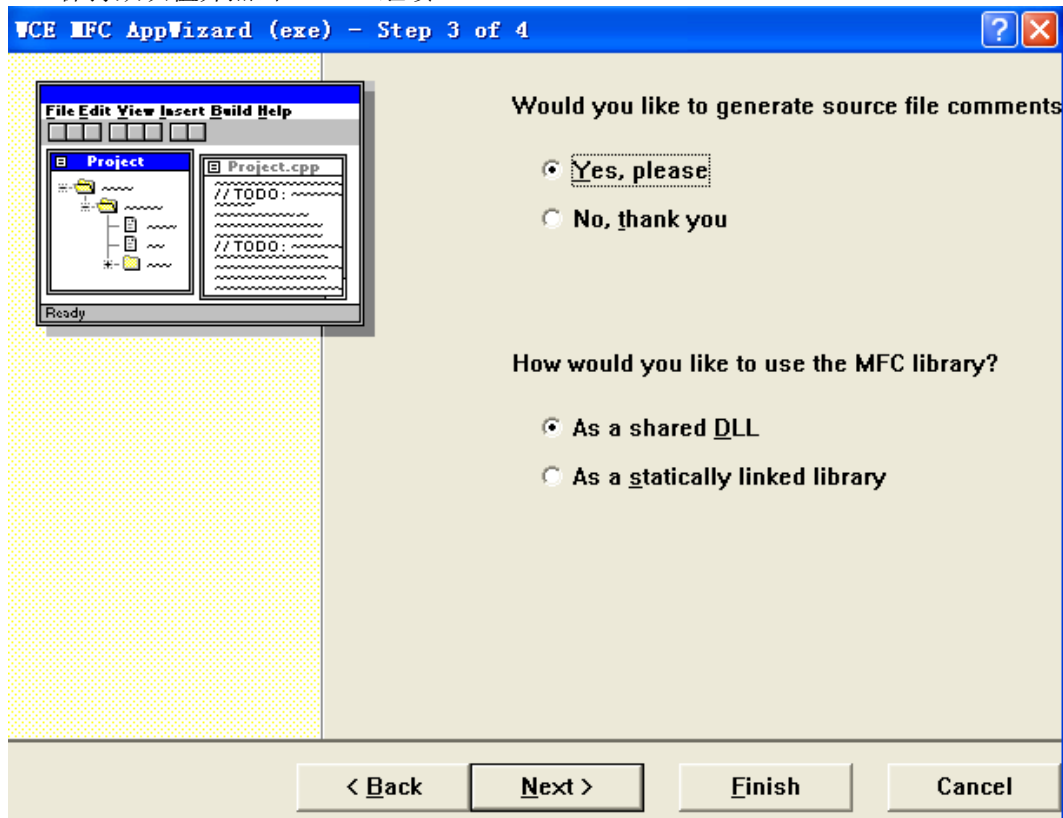 WCE MFC AppWizard (exe) - Step 3 of 4
File Edit View Insert Build Help
Project
Project.cpp
//TODO:
//TODO:
Ready
Would you like to generate source file comments
Yes, please
No, thank you
How would you like to use the MFC library?
As a shared DLL
As a statically linked library
< Back
Next >
Finish
Cancel